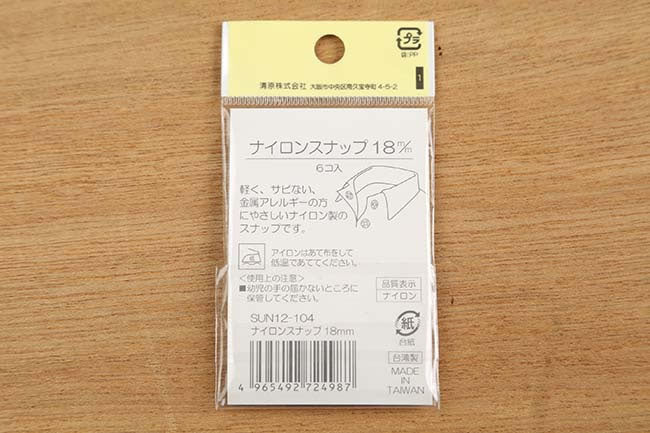 プラ
袋:PP
1
清原株式会社 大阪市中央区南久宝寺町4-5-2
ナイロンスナップ18m/m
6コ入
軽く、サビない、
金属アレルギーの方
にやさしいナイロン製の
スナップです。
アイロンはあて布をして
低温であててください。
<使用上の注意>
■幼児の手の届かないところに
保管してください。
品質表示
ナイロン
紙
台紙
SUN12-104
ナイロンスナップ18mm
4 965492 724987
台湾製
MADE
IN
TAIWAN